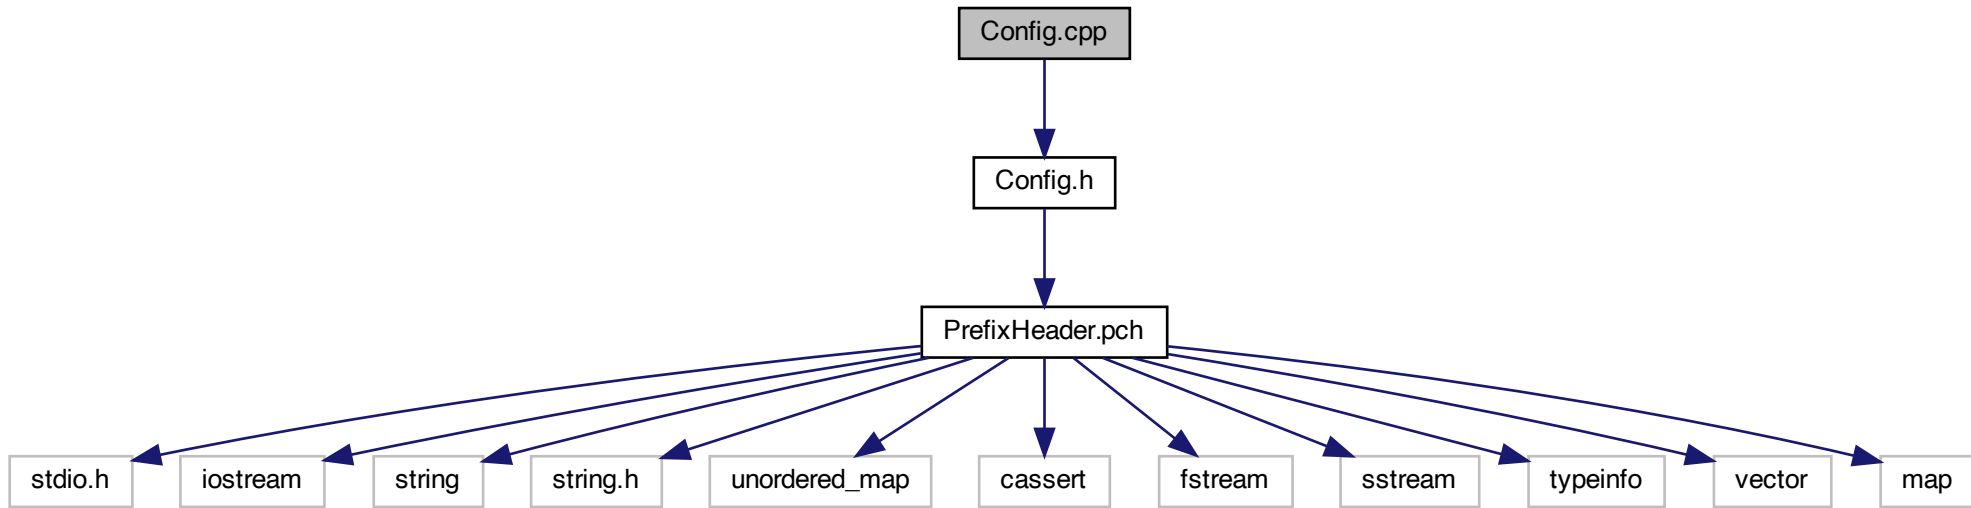 Config.cpp
Config.h
PrefixHeader.pch
stdio.h
iostream
string
string.h
unordered_map
cassert
fstream
sstream
typeinfo
vector
map